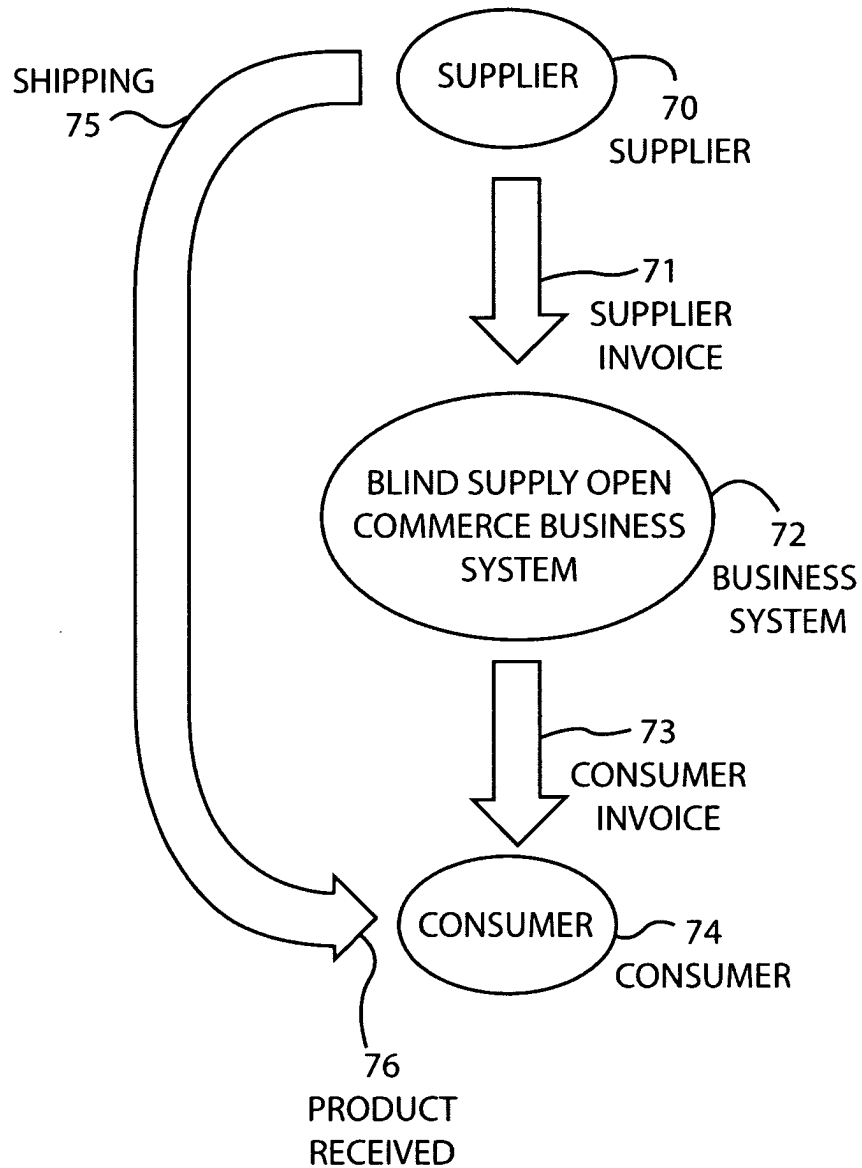 SHIPPING
75
SUPPLIER
70
SUPPLIER
71
SUPPLIER
INVOICE
BLIND SUPPLY OPEN
COMMERCE BUSINESS
SYSTEM
72
BUSINESS
SYSTEM
73
CONSUMER
INVOICE
CONSUMER
74
CONSUMER
76
PRODUCT
RECEIVED